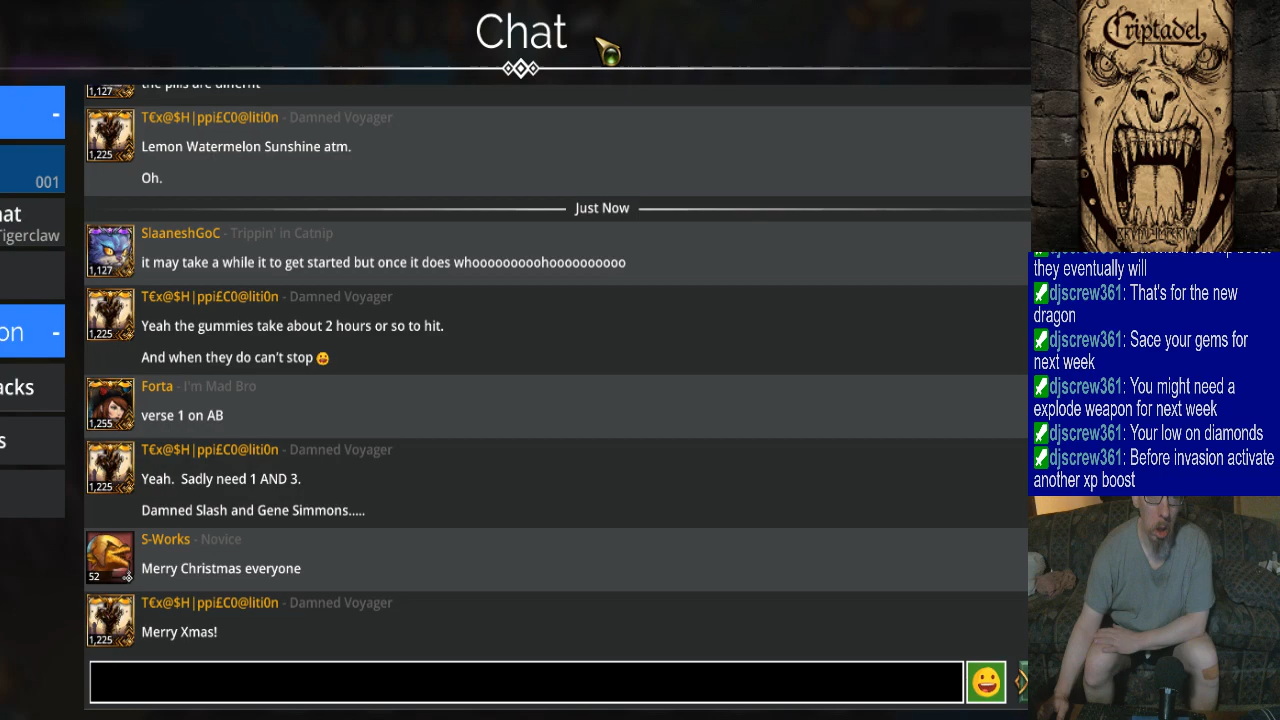 Chat
-
001
hat
Tigerclaw
on -
acks
s
1,127
the pills are diffrnt
T€x@$H|ppi£C0@liti0n - Damned Voyager
Lemon Watermelon Sunshine atm.
1,225
Oh.
Just Now
SlaaneshGoC - Trippin' in Catnip
it may take a while it to get started but once it does whooooooooohoooooooooo
1,127
T€x@$H|ppi£C0@liti0n - Damned Voyager
Yeah the gummies take about 2 hours or so to hit.
1,225
And when they do can't stop
Forta - I'm Mad Bro
verse 1 on AB
1,255
T€x@$H|ppi£C0@liti0n - Damned Voyager
Yeah. Sadly need 1 AND 3.
1,225
Damned Slash and Gene Simmons.....
S-Works - Novice
Merry Christmas everyone
52
T€x@$H|ppi£C0@liti0n - Damned Voyager
Merry Xmas!
1,225
Criptadel
they eventually will
djscrew361: That's for the new
dragon
djscrew361: Sace your gems for
next week
djscrew361: You might need a
explode weapon for next week
djscrew361: Your low on diamonds
djscrew361: Before invasion activate
another xp boost